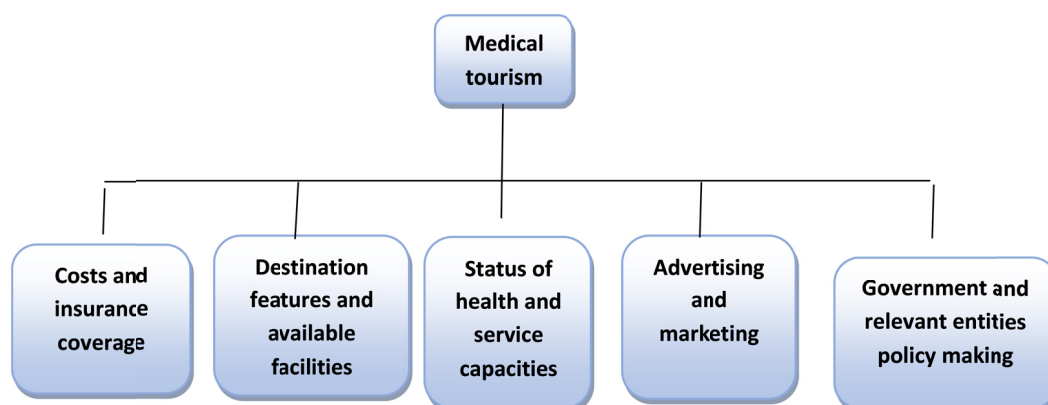 Medical
tourism
Costs and
insurance
coverage
Destination
features and
available
facilities
Status of
health and
service
capacities
Advertising
and
marketing
Government and
relevant entities
policy making